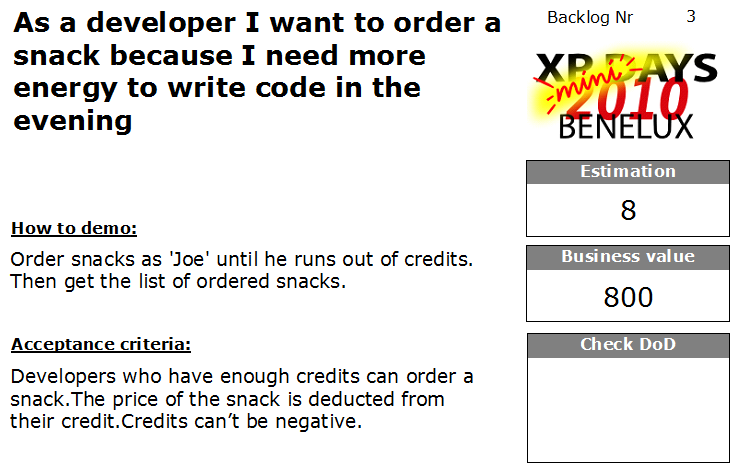 As a developer I want to order a
snack because I need more
energy to write code in the
evening
Backlog Nr 3
XP DAYS
mini
2010
BENELUX
Estimation
8
How to demo:
Order snacks as 'Joe' until he runs out of credits.
Then get the list of ordered snacks.
Business value
800
Acceptance criteria:
Developers who have enough credits can order a
snack.The price of the snack is deducted from
their credit.Credits can’t be negative.
Check DoD